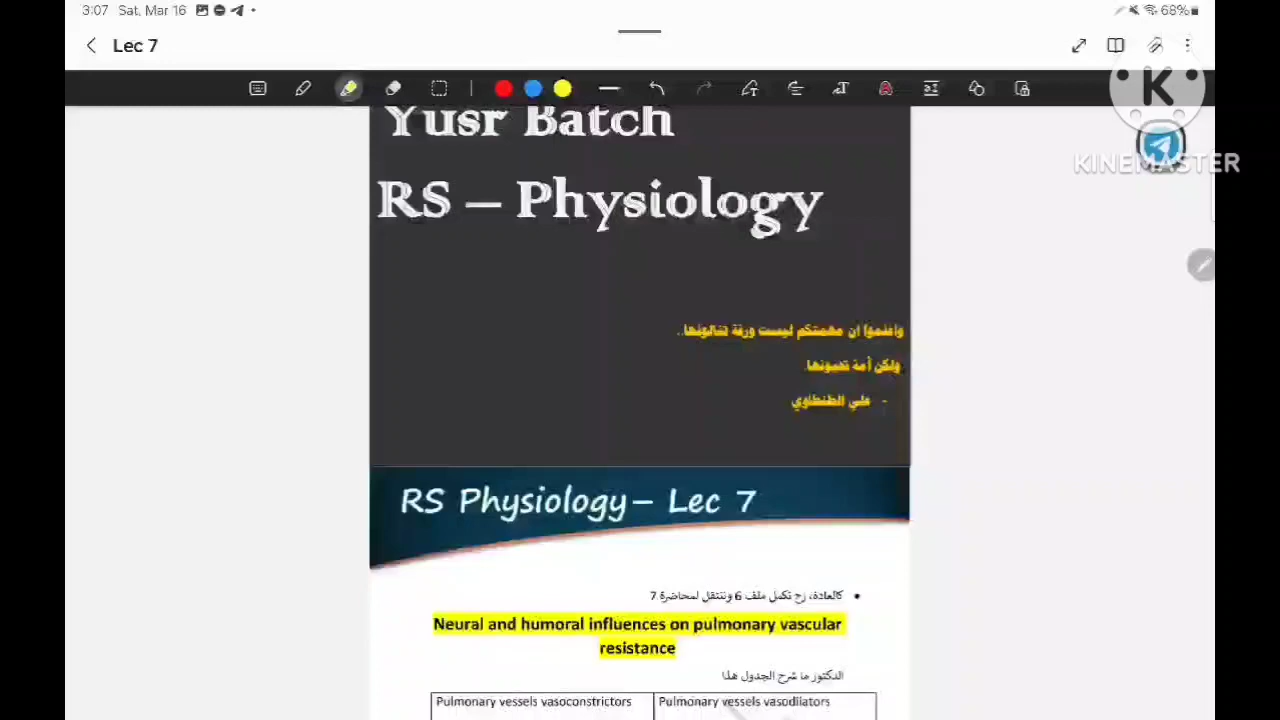 3:07 Sat, Mar 16
68%
Lec 7
K
KINEMASTER
Yusr Batch
RS – Physiology
واعلموا أن مهمتكم ليست ورقة تنالونها..
ولكن أمة تحيونها.
- علي الطنطاوي
RS Physiology– Lec 7
• كالعادة، رح نكمل ملف 6 وننتقل لمحاضرة 7
Neural and humoral influences on pulmonary vascular
resistance
الدكتور ما شرح الجدول هذا
Pulmonary vessels vasoconstrictors
Pulmonary vessels vasodilators